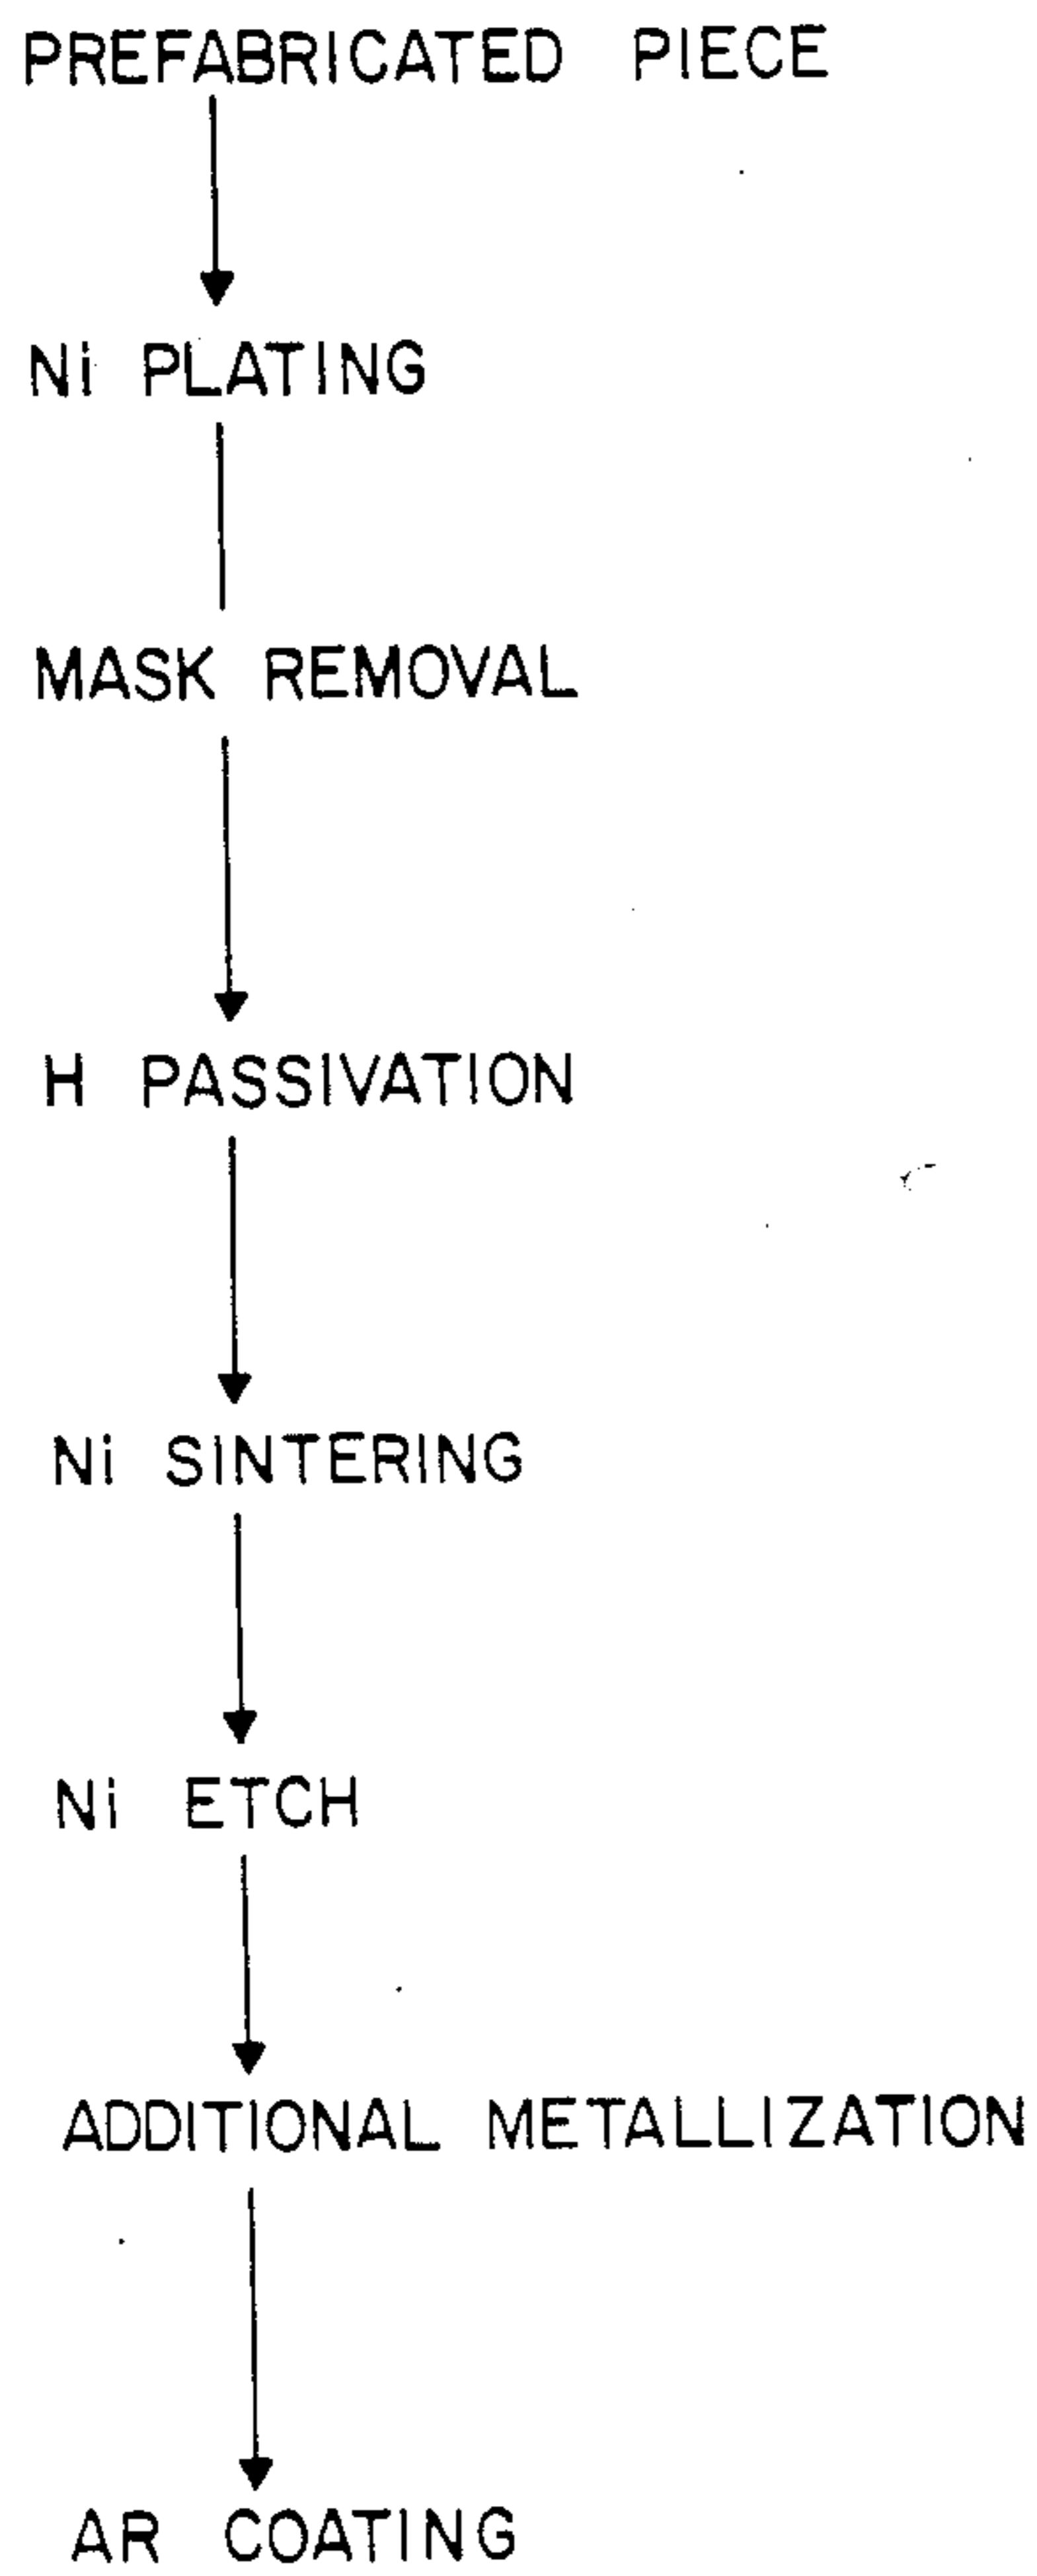 PREFABRICATED PIECE
Ni PLATING
MASK REMOVAL
H PASSIVATION
Ni SINTERING
Ni ETCH
ADDITIONAL METALLIZATION
AR COATING